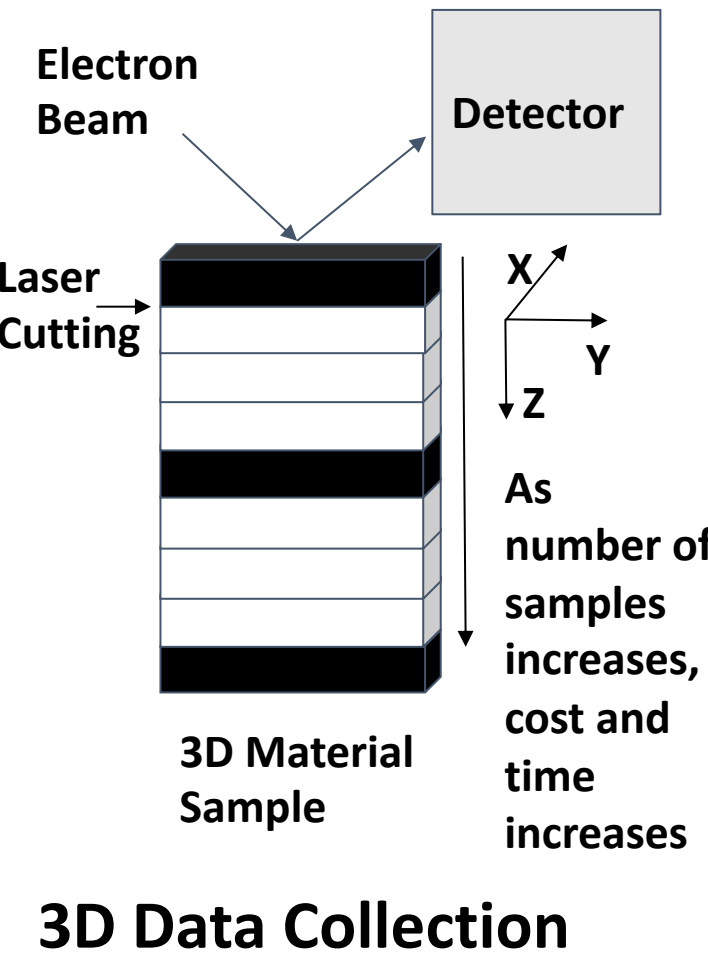 Electron
Beam
Detector
Laser
Cutting
X
Y
Z
As
number of
samples
increases,
cost and
time
increases
3D Material
Sample
3D Data Collection